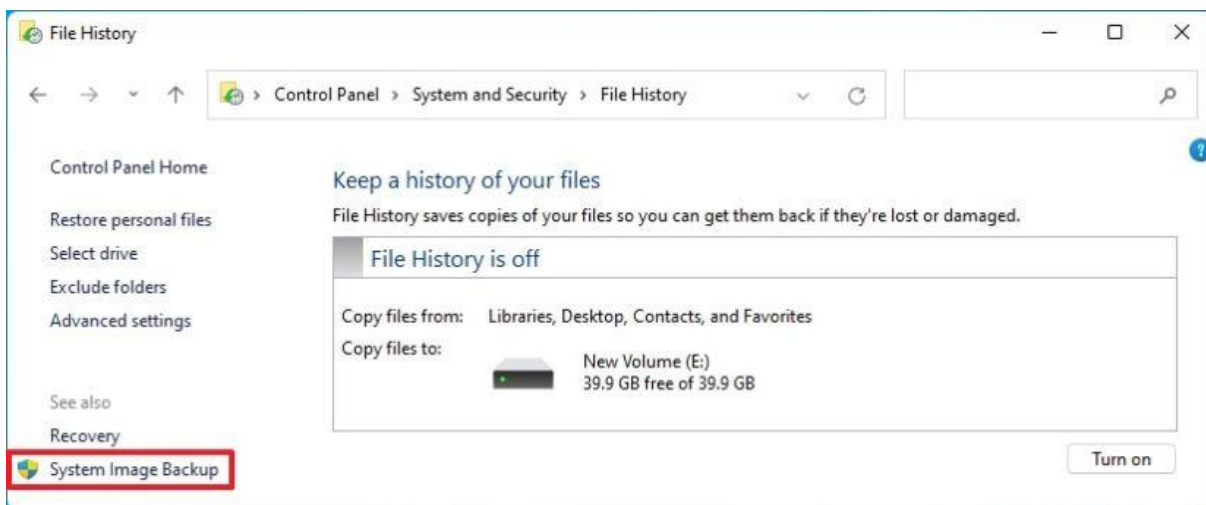 File History
Control Panel > System and Security > File History
Control Panel Home
Restore personal files
Select drive
Exclude folders
Advanced settings
See also
Recovery
System Image Backup
Keep a history of your files
File History saves copies of your files so you can get them back if they're lost or damaged.
File History is off
Copy files from: Libraries, Desktop, Contacts, and Favorites
Copy files to:
New Volume (E:)
39.9 GB free of 39.9 GB
Turn on
?